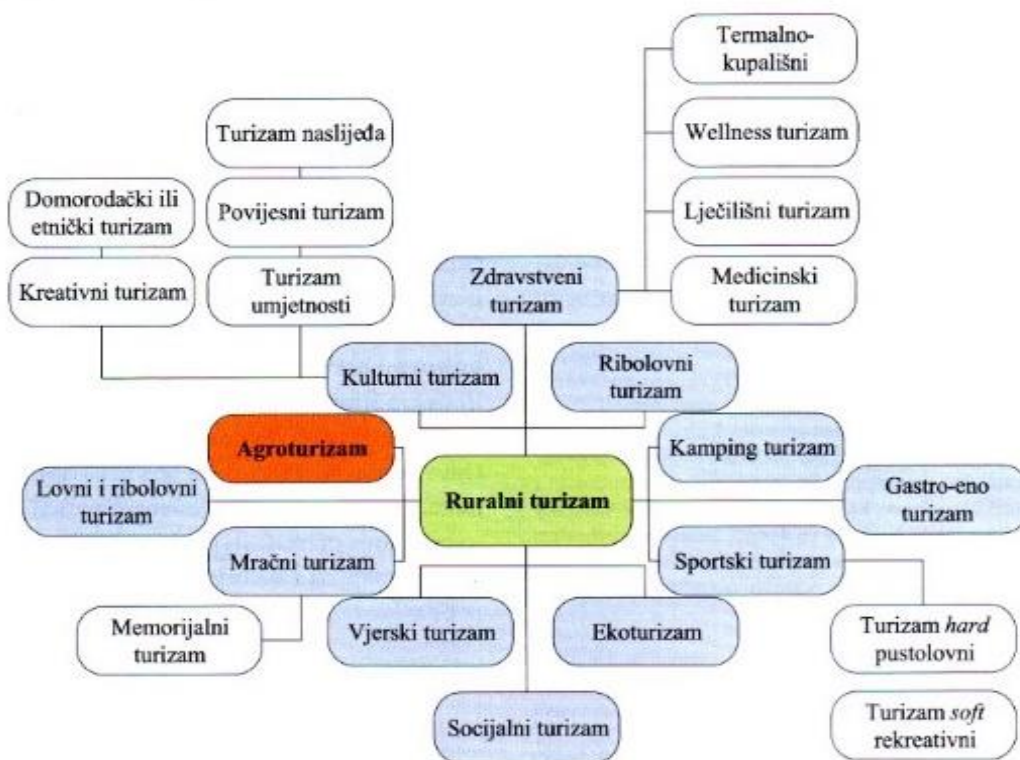 Termalno-
kupališni
Turizam naslijeđa
Wellness turizam
Domorodački ili
etnički turizam
Povijesni turizam
Lječilišni turizam
Kreativni turizam
Turizam
umjetnosti
Zdravstveni
turizam
Medicinski
turizam
Kulturni turizam
Ribolovni
turizam
Agroturizam
Kamping turizam
Lovni i ribolovni
turizam
Ruralni turizam
Gastro-eno
turizam
Mračni turizam
Sportski turizam
Memorijalni
turizam
Vjerski turizam
Ekoturizam
Turizam hard
pustolovni
Socijalni turizam
Turizam soft
rekreativni